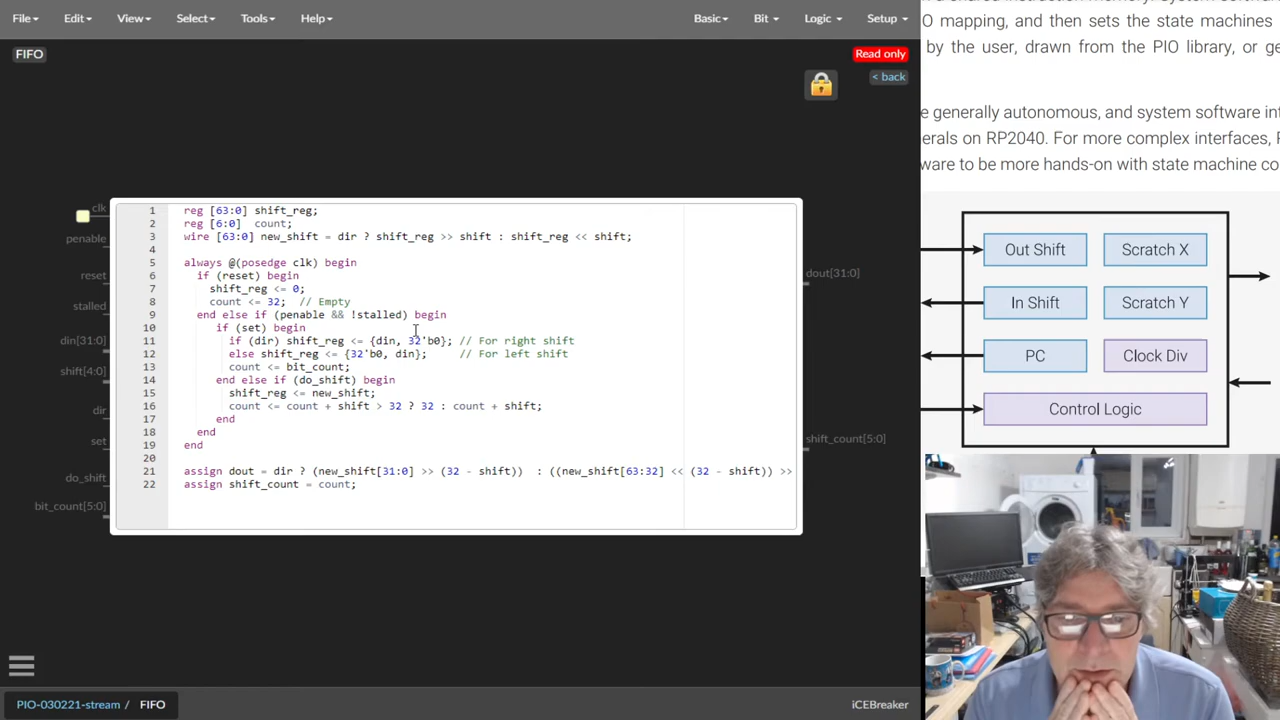 File Edit View Select Tools Help Basic Bit Logic Setup
FIFO
Read only
< back
clk
penable
reset
stalled
din[31:0]
shift[4:0]
dir
set
do_shift
bit_count[5:0]
1 reg [63:0] shift_reg;
2 reg [6:0]  count;
3 wire [63:0] new_shift = dir ? shift_reg >> shift : shift_reg << shift;
4
5 always @(posedge clk) begin
6 if (reset) begin
7 shift_reg <= 0;
8 count <= 32;  // Empty
9 end else if (penable && !stalled) begin
10 if (set) begin
11 if (dir) shift_reg <= {din, 32'b0}; // For right shift
12 else shift_reg <= {32'b0, din};     // For left shift
13 count <= bit_count;
14 end else if (do_shift) begin
15 shift_reg <= new_shift;
16 count <= count + shift > 32 ? 32 : count + shift;
17 end
18 end
19 end
20
21 assign dout = dir ? (new_shift[31:0] >> (32 - shift))  : ((new_shift[63:32] << (32 - shift)) >>
22 assign shift_count = count;
dout[31:0]
shift_count[5:0]
PIO-030221-stream / FIFO
iCEBreaker
O mapping, and then sets the state machines
by the user, drawn from the PIO library, or ge
e generally autonomous, and system software int
erals on RP2040. For more complex interfaces, P
ware to be more hands-on with state machine co
Out Shift Scratch X
In Shift Scratch Y
PC Clock Div
Control Logic